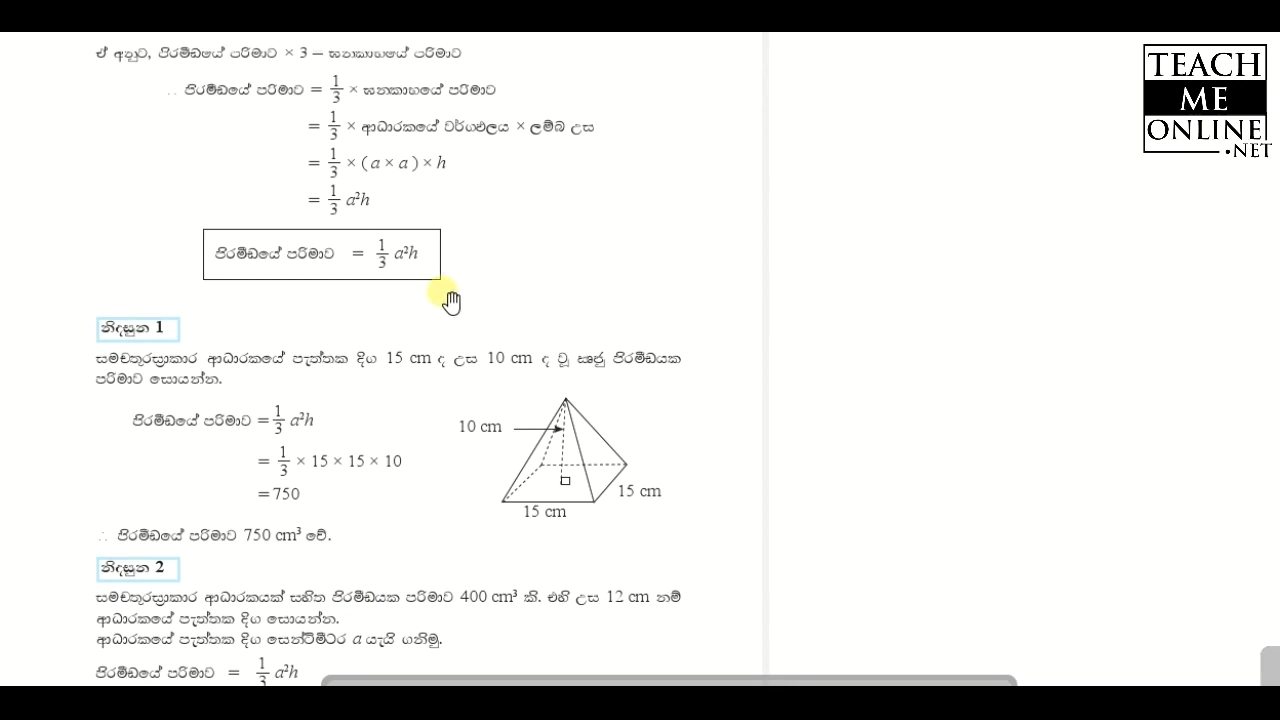 ඒ අනුව, පිරමීඩයේ පරිමාව × 3 = ඝනකාභයේ පරිමාව
∴ පිරමීඩයේ පරිමාව = 1/3 × ඝනකාභයේ පරිමාව
= 1/3 × ආධාරකයේ වර්ගඵලය × ලම්බ උස
= 1/3 × ( a × a ) × h
= 1/3 a²h
පිරමීඩයේ පරිමාව = 1/3 a²h
නිදසුන 1
සමචතුරස්‍රාකාර ආධාරකයේ පැත්තක දිග 15 cm ද උස 10 cm ද වූ ඍජු පිරමීඩයක
පරිමාව සොයන්න.
පිරමීඩයේ පරිමාව = 1/3 a²h
= 1/3 × 15 × 15 × 10
= 750
10 cm
15 cm
15 cm
∴ පිරමීඩයේ පරිමාව 750 cm³ වේ.
නිදසුන 2
සමචතුරස්‍රාකාර ආධාරකයක් සහිත පිරමීඩයක පරිමාව 400 cm³ කි. එහි උස 12 cm නම්
ආධාරකයේ පැත්තක දිග සොයන්න.
ආධාරකයේ පැත්තක දිග සෙන්ටිමීටර a යැයි ගනිමු.
පිරමීඩයේ පරිමාව = 1/3 a²h
TEACH
ME
ONLINE
.NET